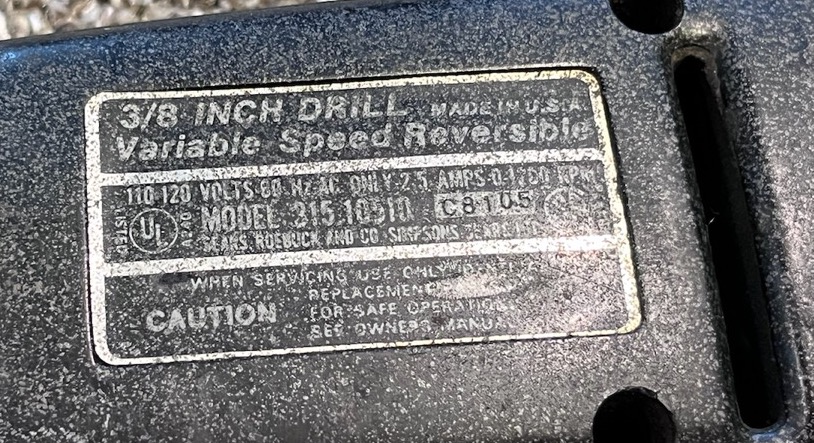 3/8 INCH DRILL MADE IN U.S.A.
Variable Speed Reversible
110-120 VOLTS 60 HZ AC ONLY 2.5 AMPS RPM
LISTED UL MODEL 315.10510 C8105
SEARS, ROEBUCK AND CO. SIMPSONS SEARS LTD.
WHEN SERVICING USE ONLY
REPLACEMENT
CAUTION FOR SAFE OPERATION
SEE OWNERS MANUAL